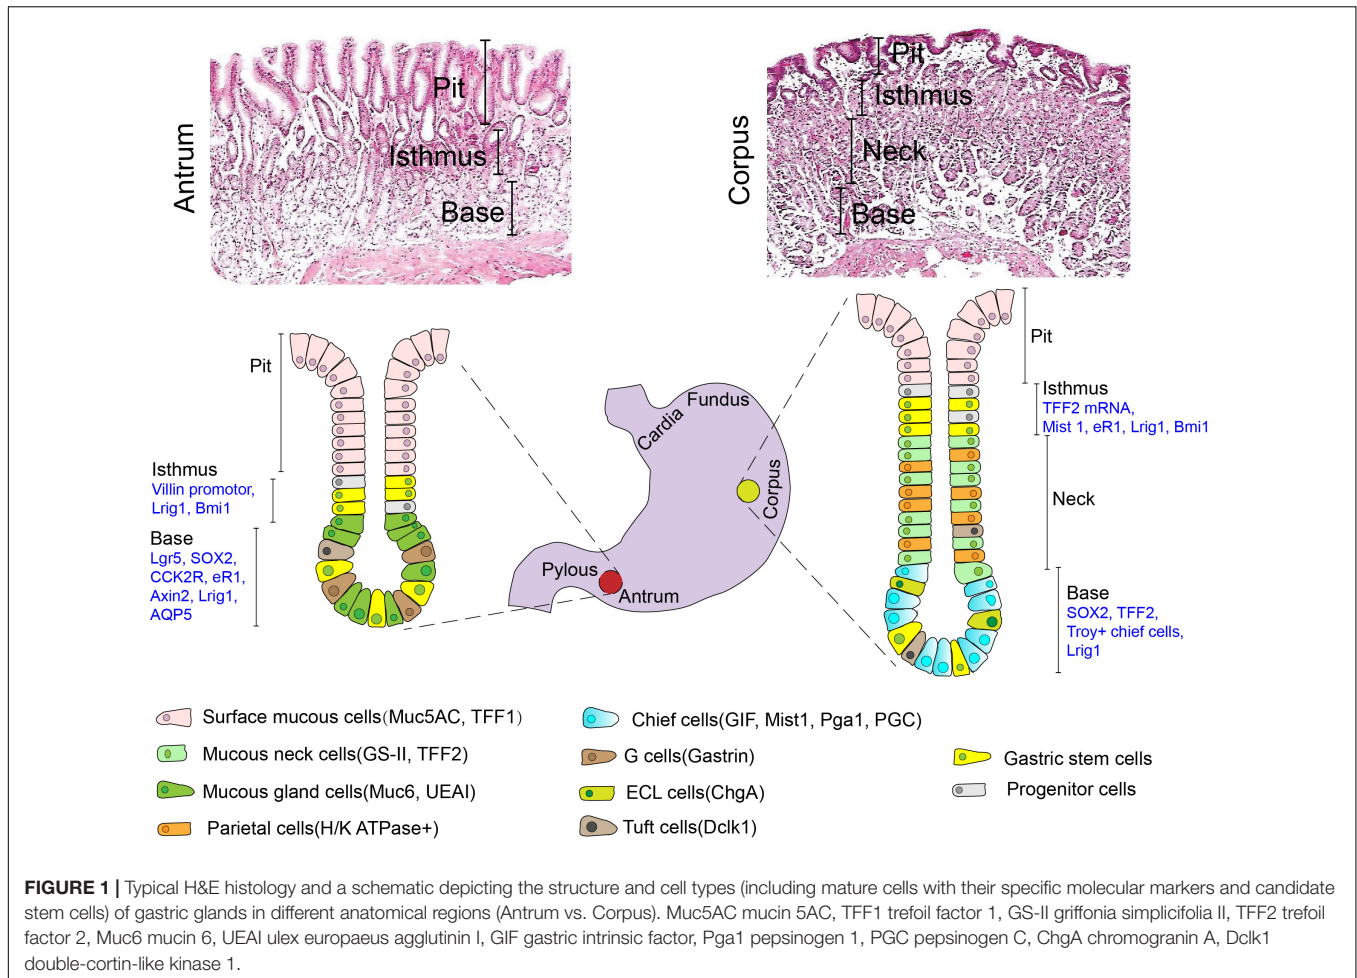 Antrum
Pit
Isthmus
Base
Corpus
Pit
Isthmus
Neck
Base
Pit
Isthmus
Villin promotor,
Lrig1, Bmi1
Base
Lgr5, SOX2,
CCK2R, eR1,
Axin2, Lrig1,
AQP5
Cardia
Fundus
Corpus
Pylous
Antrum
Pit
Isthmus
TFF2 mRNA,
Mist 1, eR1, Lrig1, Bmi1
Neck
Base
SOX2, TFF2,
Troy+ chief cells,
Lrig1
Surface mucous cells(Muc5AC, TFF1)
Mucous neck cells(GS-II, TFF2)
Mucous gland cells(Muc6, UEAI)
Parietal cells(H/K ATPase+)
Chief cells(GIF, Mist1, Pga1, PGC)
G cells(Gastrin)
ECL cells(ChgA)
Tuft cells(Dclk1)
Gastric stem cells
Progenitor cells
FIGURE 1 | Typical H&E histology and a schematic depicting the structure and cell types (including mature cells with their specific molecular markers and candidate
stem cells) of gastric glands in different anatomical regions (Antrum vs. Corpus). Muc5AC mucin 5AC, TFF1 trefoil factor 1, GS-II griffonia simplicifolia II, TFF2 trefoil
factor 2, Muc6 mucin 6, UEAI ulex europaeus agglutinin I, GIF gastric intrinsic factor, Pga1 pepsinogen 1, PGC pepsinogen C, ChgA chromogranin A, Dclk1
double-cortin-like kinase 1.